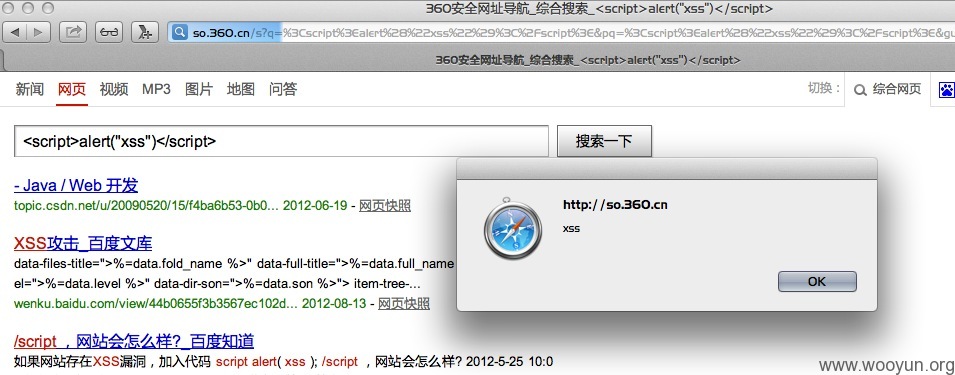 360安全网址导航_综合搜索_<script>alert("xss")</script>
so.360.cn/s?q=%3Cscript%3Ealert%28%22xss%22%29%3C%2Fscript%3E&pq=%3Cscript%3Ealert%28%22xss%22%29%3C%2Fscript%3E&gu
360安全网址导航_综合搜索_<script>alert("xss")</script>
新闻 网页 视频 MP3 图片 地图 问答 切换： 综合网页
<script>alert("xss")</script> 搜索一下
- Java / Web 开发
topic.csdn.net/u/20090520/15/f4ba6b53-0b0... 2012-06-19 - 网页快照
XSS攻击_百度文库
data-files-title=">%=data.fold_name %>" data-full-title=">%=data.full_name
el=">%=data.level %>" data-dir-son=">%=data.son %>"> item-tree-...
wenku.baidu.com/view/44b0655f3b3567ec102d... 2012-08-13 - 网页快照
/script ，网站会怎么样?_百度知道
如果网站存在XSS漏洞，加入代码 script alert( xss ); /script ，网站会怎么样? 2012-5-25 10:0
http://so.360.cn
xss
OK
www.wooyun.org